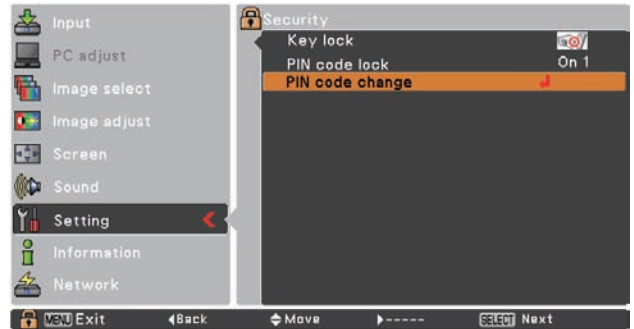 Input
PC adjust
Image select
Image adjust
Screen
Sound
Setting
Information
Network
Security
Key lock
PIN code lock On 1
PIN code change
MENU Exit ◀Back Move ▶----- SELECT Next